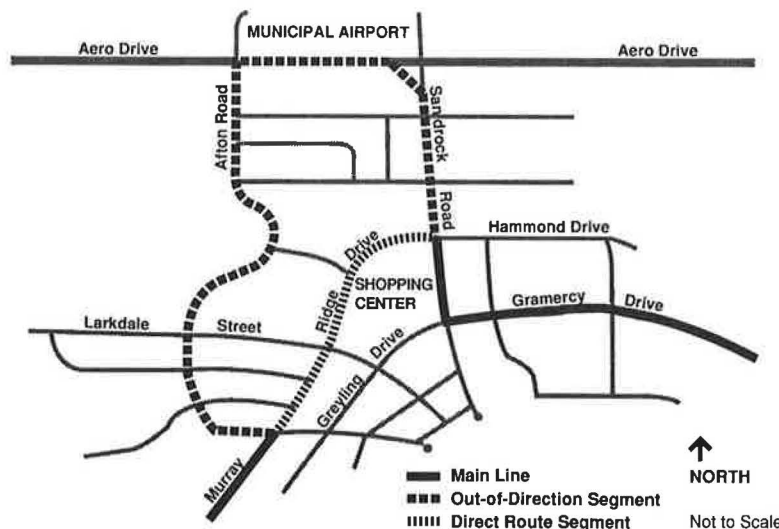 MUNICIPAL AIRPORT
Aero Drive
Aero Drive
Afton Road
Sandrock
Road
Hammond Drive
Drive
Ridge
SHOPPING
CENTER
Gramercy
Drive
Larkdale
Street
Drive
Greyling
Murray
Main Line
NORTH
Out-of-Direction Segment
Direct Route Segment
Not to Scale